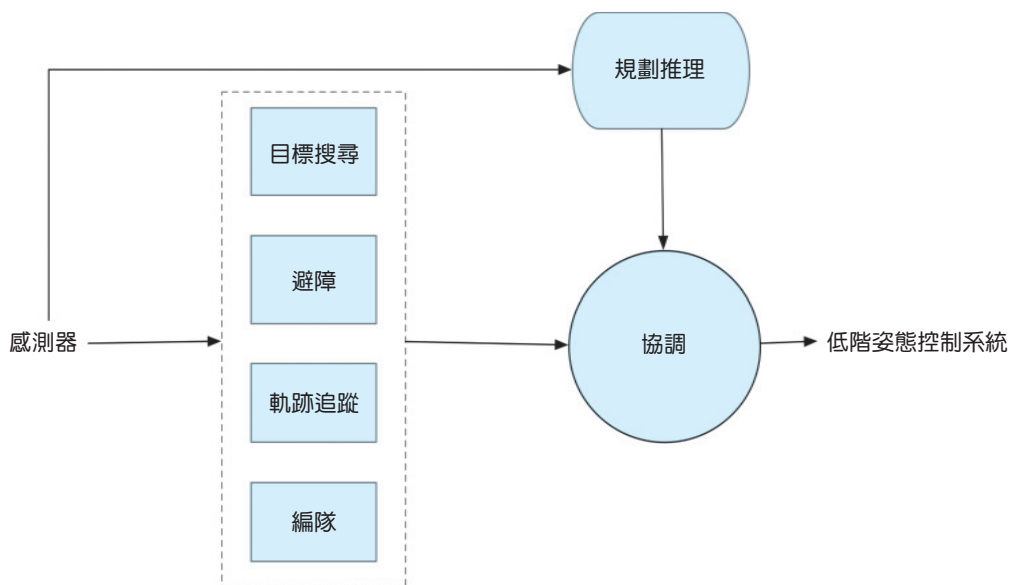 規劃推理
目標搜尋
避障
感測器
協調
低階姿態控制系統
軌跡追蹤
編隊